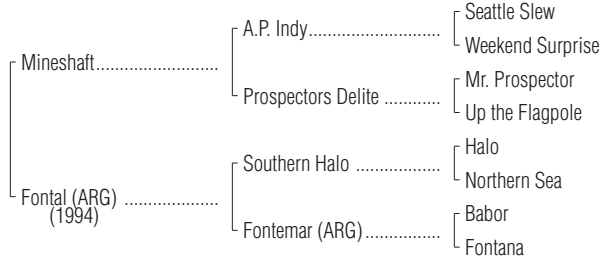 Seattle Slew
A.P. Indy..............................
Weekend Surprise
Mineshaft............................
Mr. Prospector
Prospectors Delite .............
Up the Flagpole
Halo
Southern Halo ...................
Northern Sea
Fontal (ARG) .....................
(1994)
Babor
Fontemar (ARG).................
Fontana